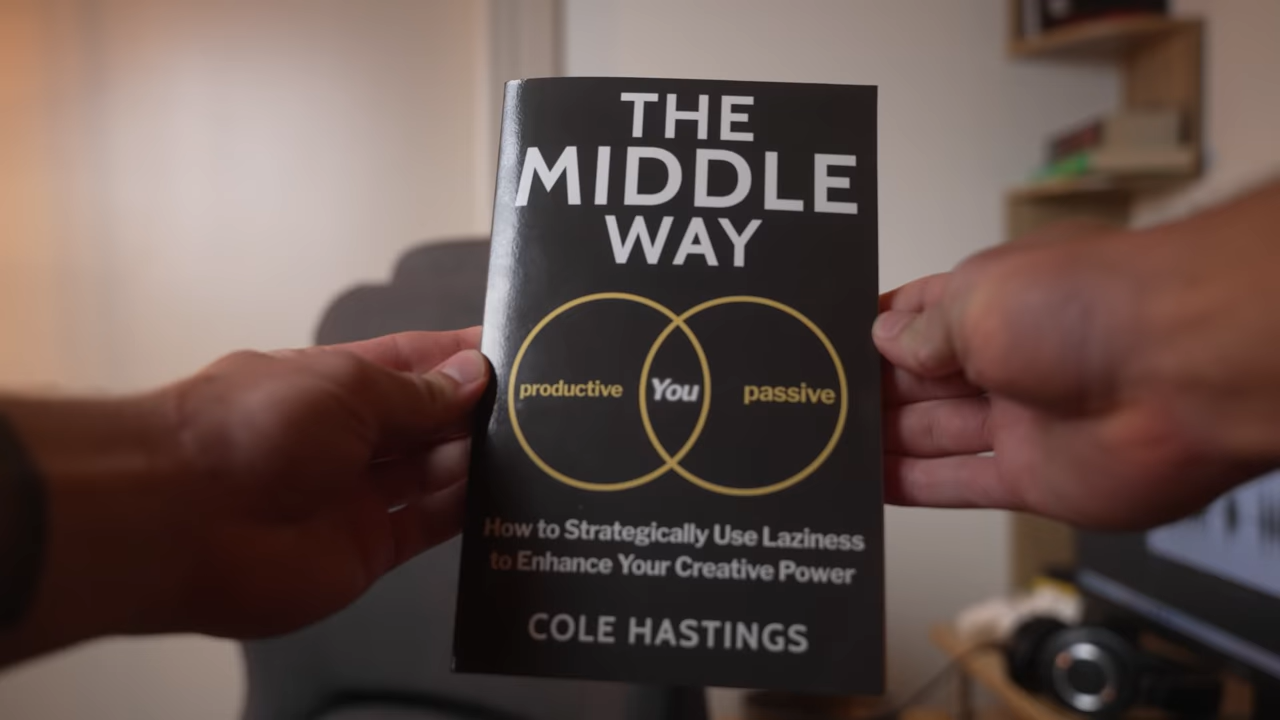 THE
MIDDLE
WAY
productive You passive
How to Strategically Use Laziness
to Enhance Your Creative Power
COLE HASTINGS